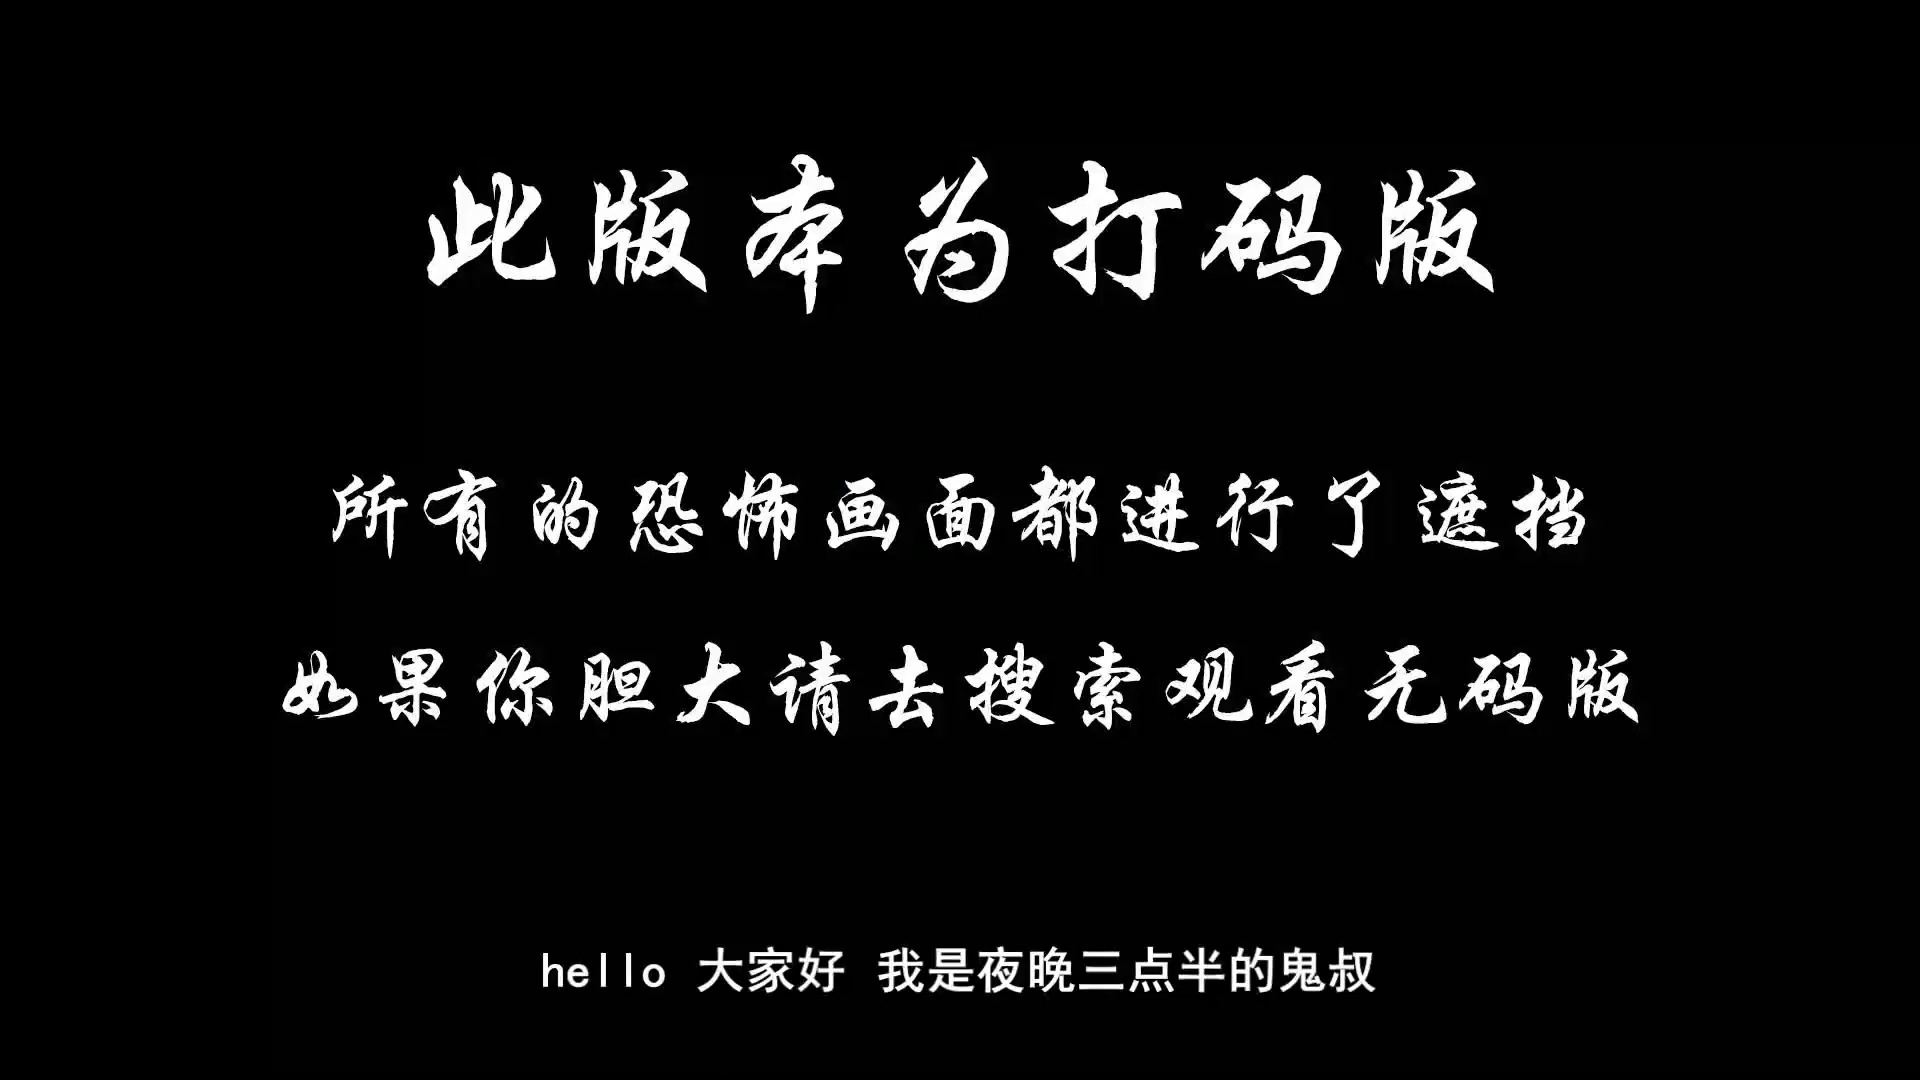 此版本为打码版
所有的恐怖画面都进行了遮挡
如果你胆大请去搜索观看无码版
hello 大家好 我是夜晚三点半的鬼叔